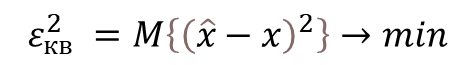 ε²кв = M{(x̂ − x)²} → min